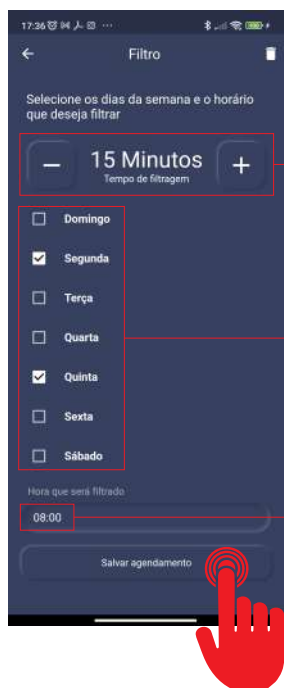 17:26
Filtro
Selecione os dias da semana e o horário
que deseja filtrar
15 Minutos
Tempo de filtragem
Domingo
Segunda
Terça
Quarta
Quinta
Sexta
Sábado
Hora que será filtrado
08:00
Salvar agendamento